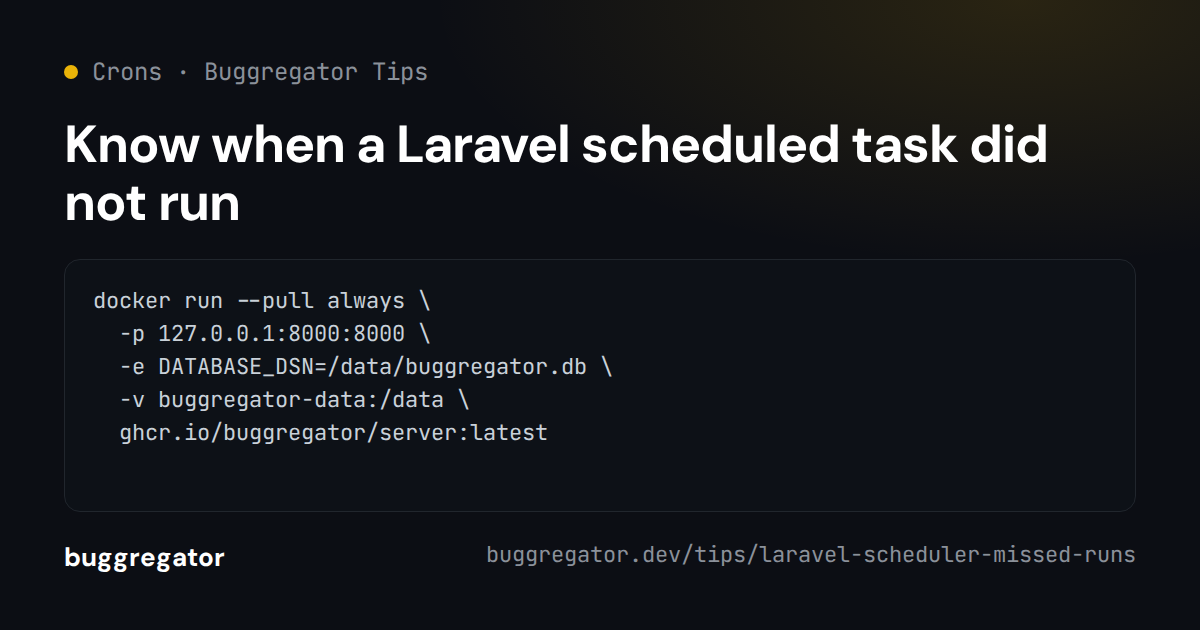 Crons · Buggregator Tips
Know when a Laravel scheduled task did
not run
docker run --pull always \
  -p 127.0.0.1:8000:8000 \
  -e DATABASE_DSN=/data/buggregator.db \
  -v buggregator-data:/data \
  ghcr.io/buggregator/server:latest
buggregator
buggregator.dev/tips/laravel-scheduler-missed-runs